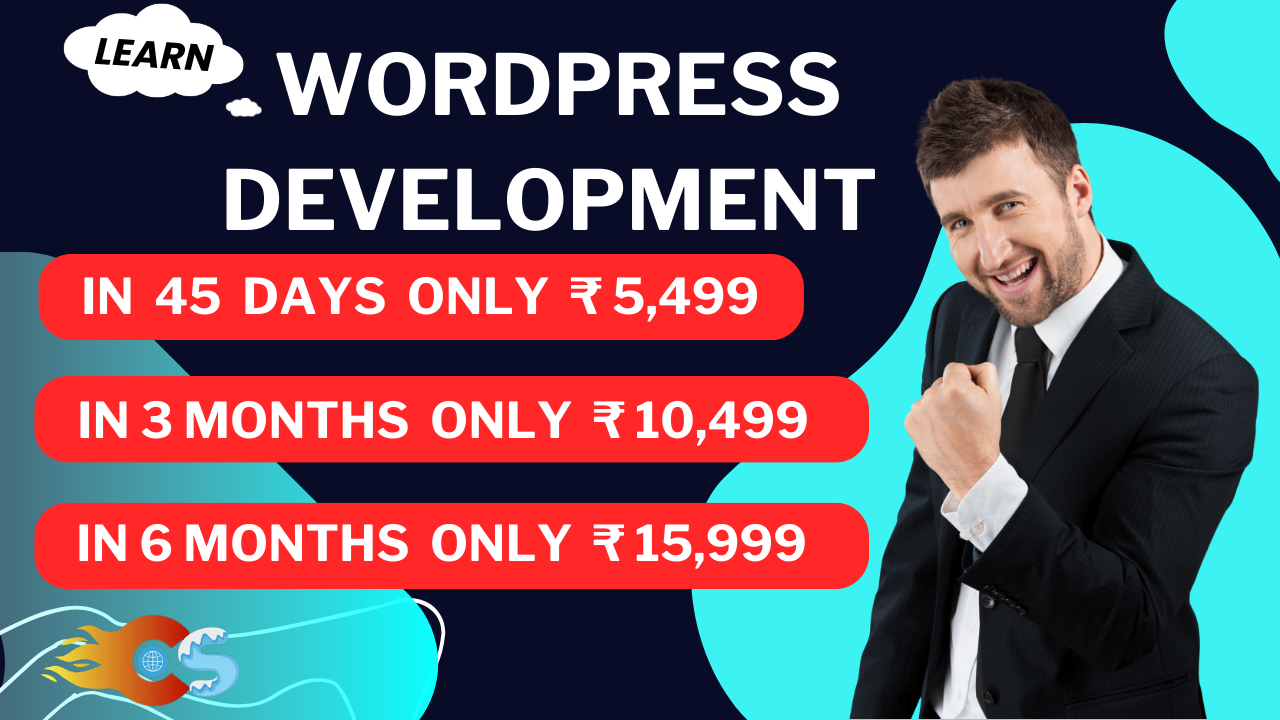 LEARN
WORDPRESS
DEVELOPMENT
IN 45 DAYS ONLY ₹ 5,499
IN 3 MONTHS ONLY ₹ 10,499
IN 6 MONTHS ONLY ₹ 15,999
CS